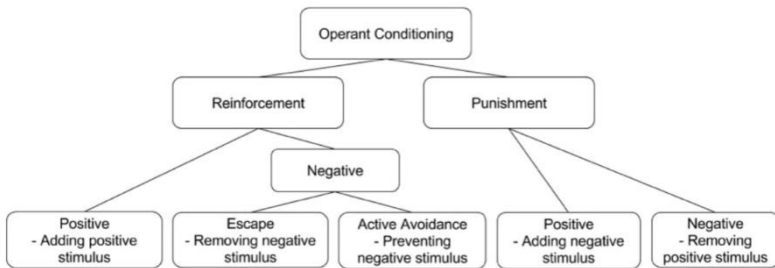 Operant Conditioning
Reinforcement
Punishment
Negative
Positive
- Adding positive
stimulus
Escape
- Removing negative
stimulus
Active Avoidance
- Preventing
negative stimulus
Positive
- Adding negative
stimulus
Negative
- Removing
positive stimulus